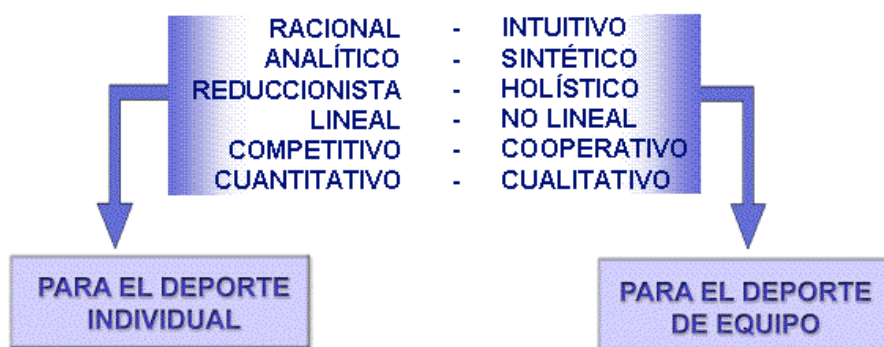 RACIONAL - INTUITIVO
ANALÍTICO - SINTÉTICO
REDUCCIONISTA - HOLÍSTICO
LINEAL - NO LINEAL
COMPETITIVO - COOPERATIVO
CUANTITATIVO - CUALITATIVO
PARA EL DEPORTE
INDIVIDUAL
PARA EL DEPORTE
DE EQUIPO